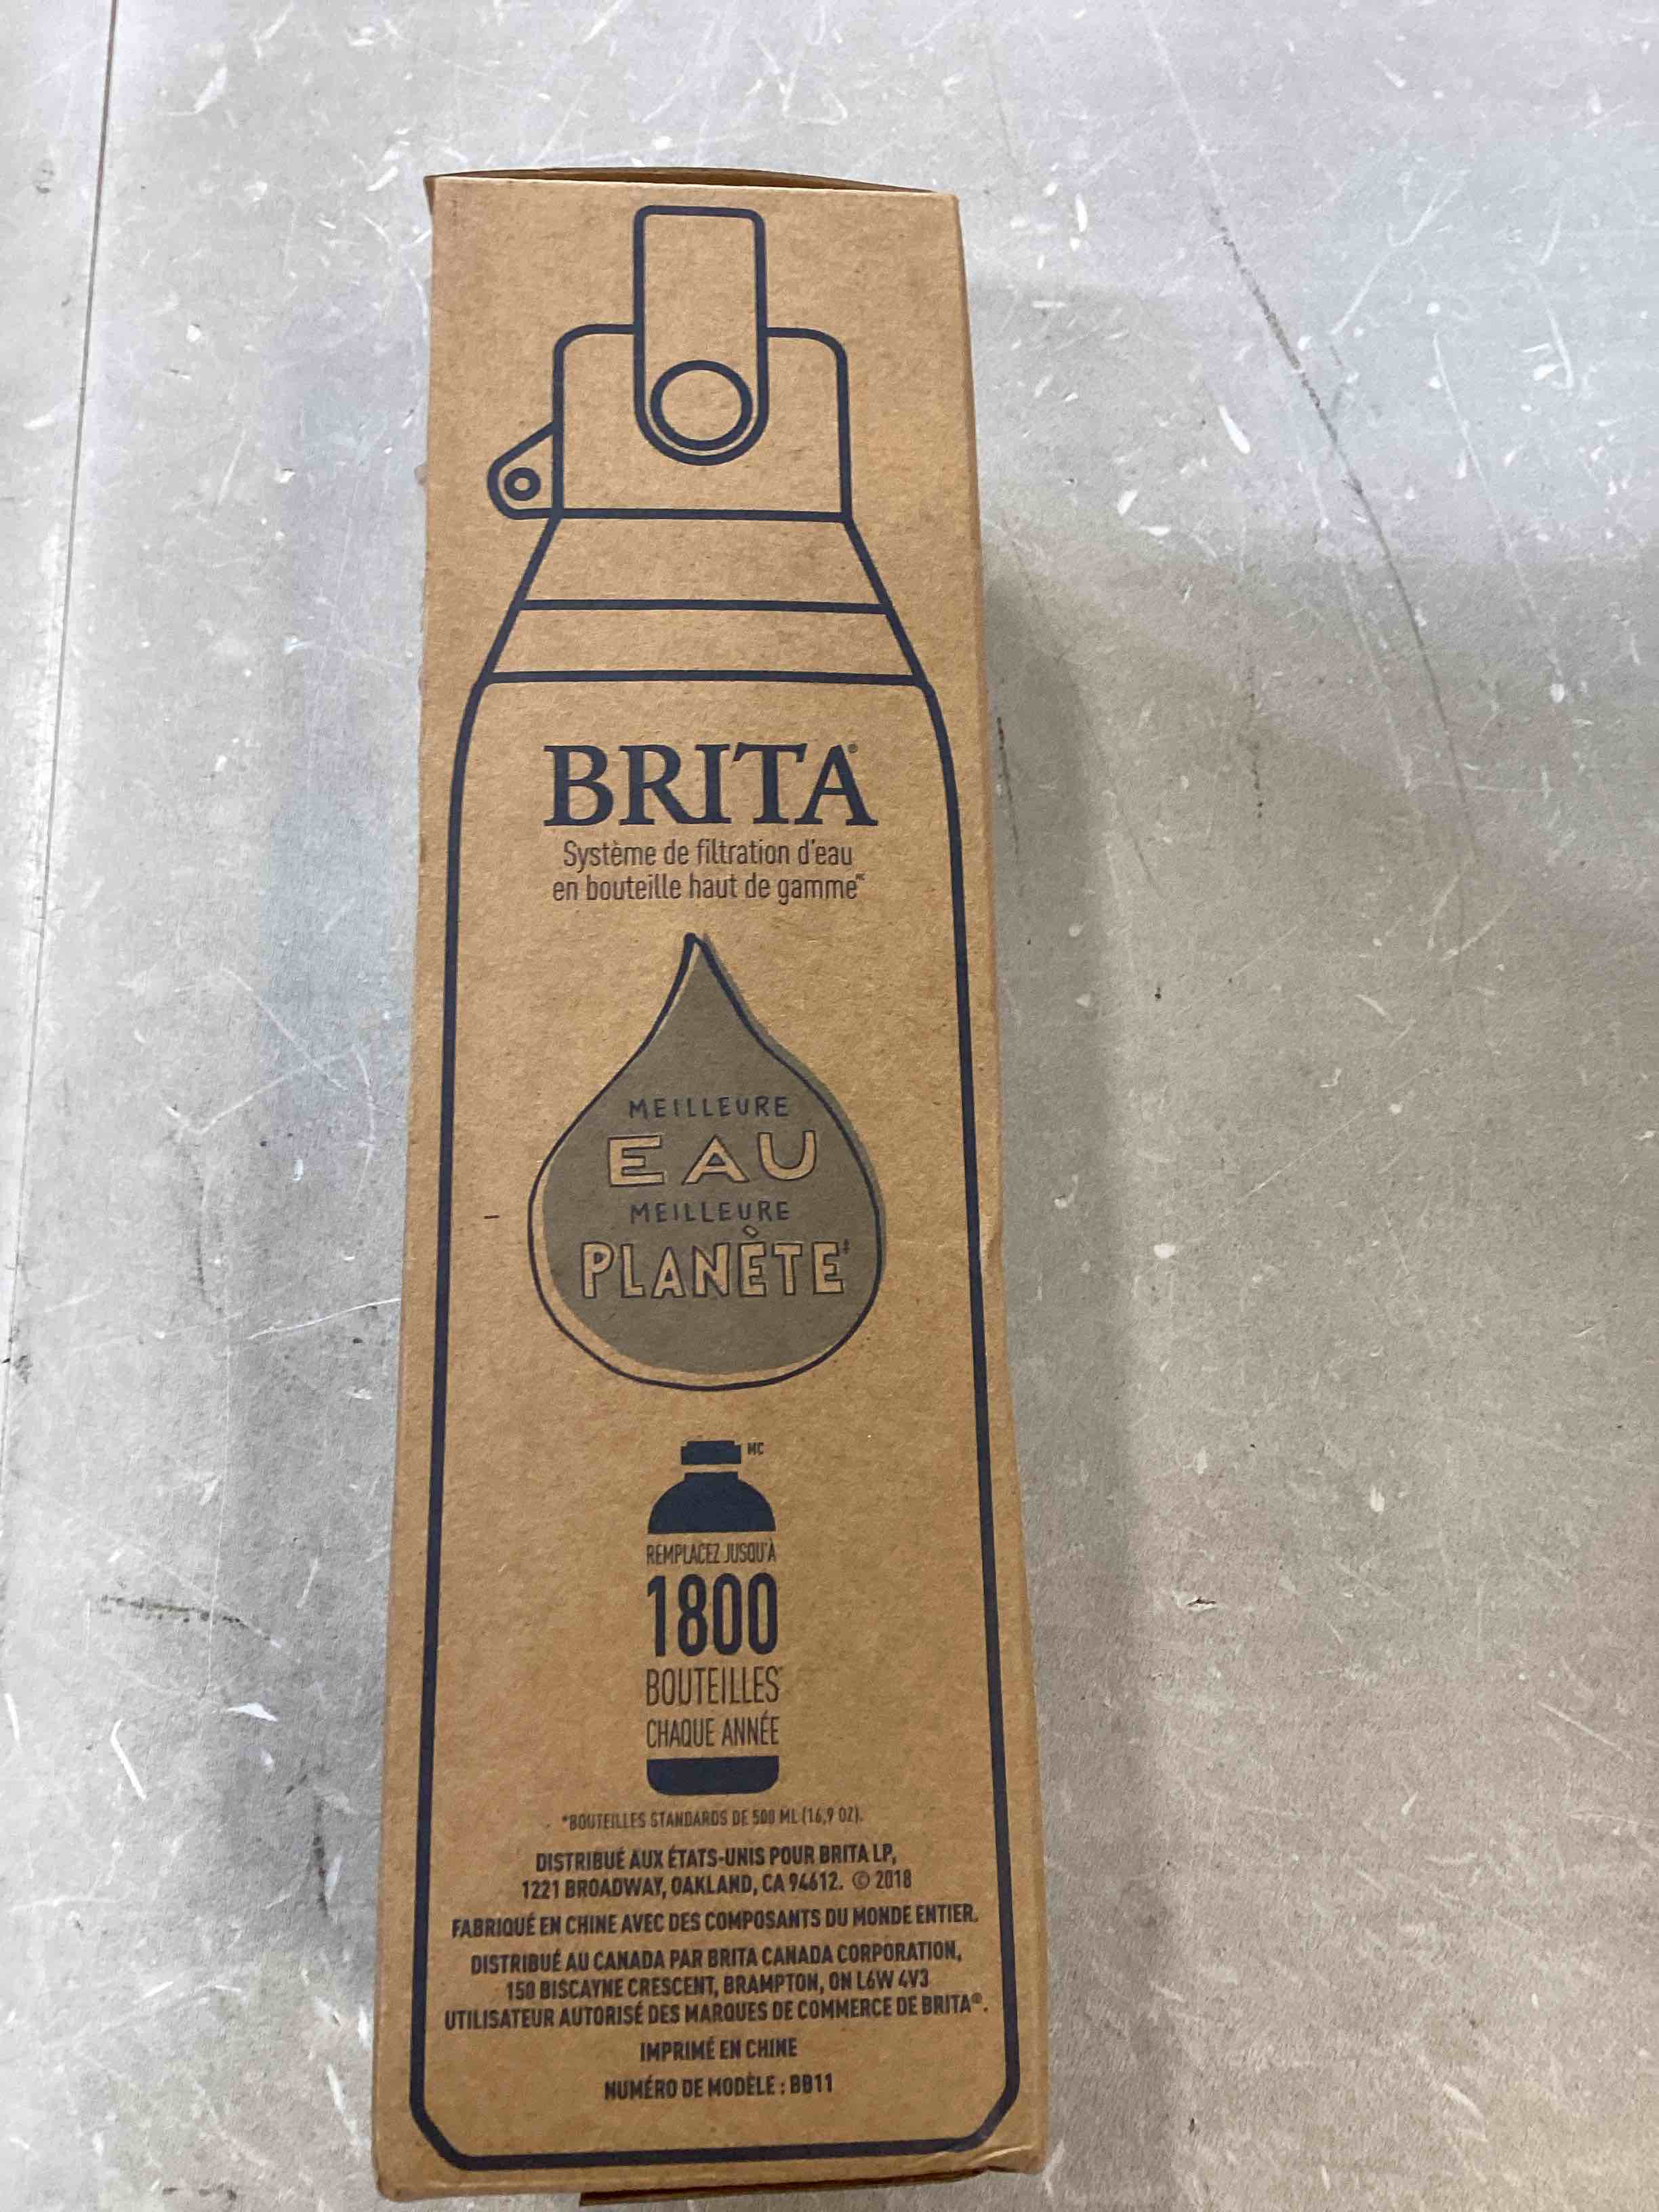 BRITA®
Système de filtration d'eau
en bouteille haut de gamme MC
MEILLEURE
EAU
MEILLEURE
PLANÈTE‡
MC
REMPLACEZ JUSQU'À
1800
BOUTEILLES*
CHAQUE ANNÉE
*BOUTEILLES STANDARDS DE 500 ML (16,9 OZ).
DISTRIBUÉ AUX ÉTATS-UNIS POUR BRITA LP,
1221 BROADWAY, OAKLAND, CA 94612. © 2018
FABRIQUÉ EN CHINE AVEC DES COMPOSANTS DU MONDE ENTIER.
DISTRIBUÉ AU CANADA PAR BRITA CANADA CORPORATION,
150 BISCAYNE CRESCENT, BRAMPTON, ON L6W 4V3
UTILISATEUR AUTORISÉ DES MARQUES DE COMMERCE DE BRITA®.
IMPRIMÉ EN CHINE
NUMÉRO DE MODÈLE : BB11